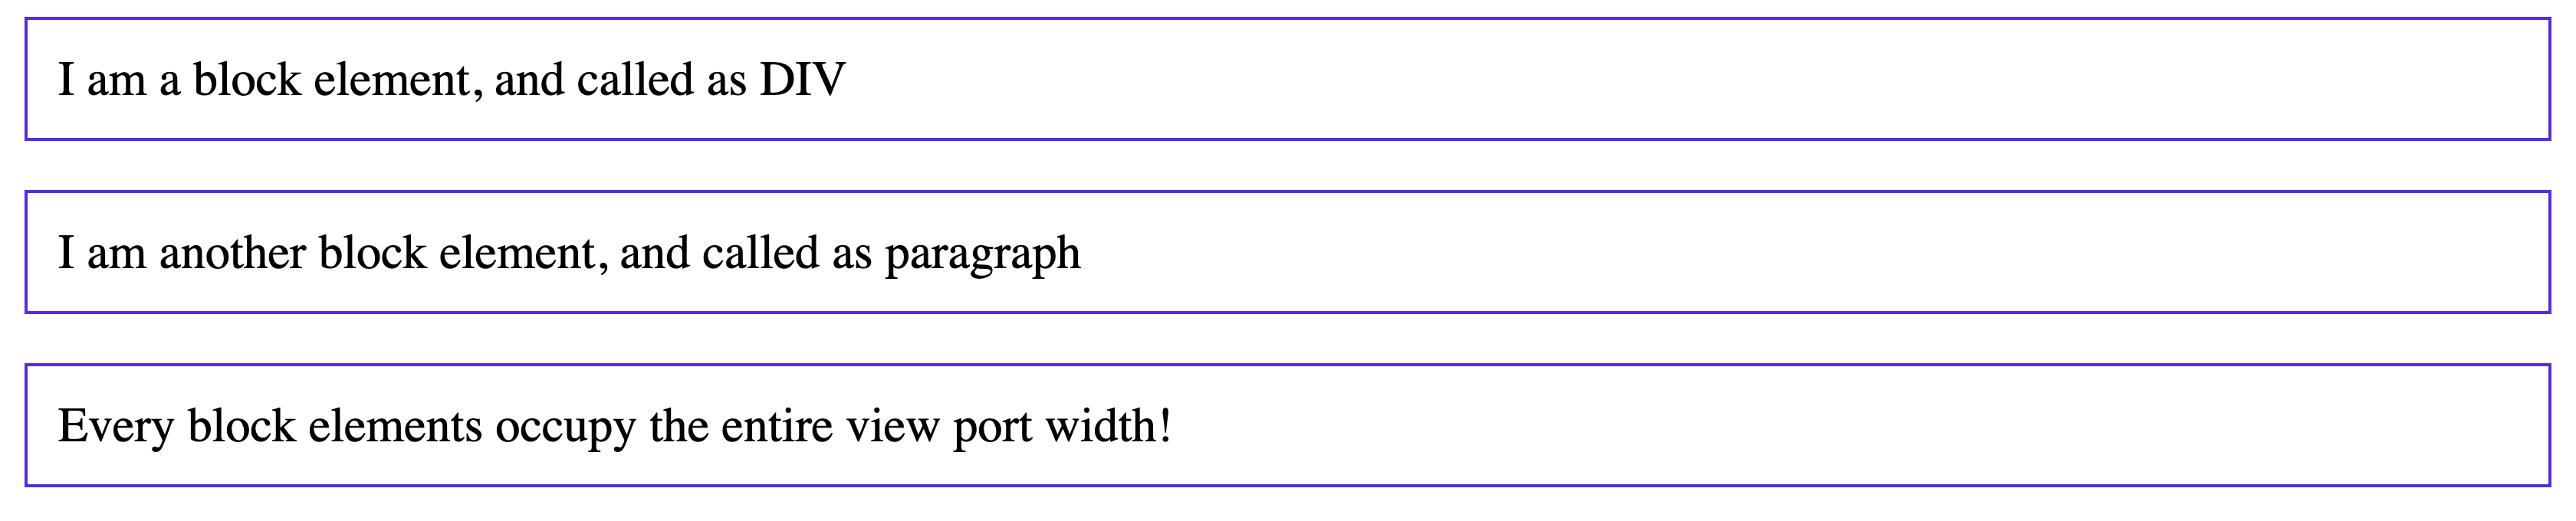 I am a block element, and called as DIV
I am another block element, and called as paragraph
Every block elements occupy the entire view port width!